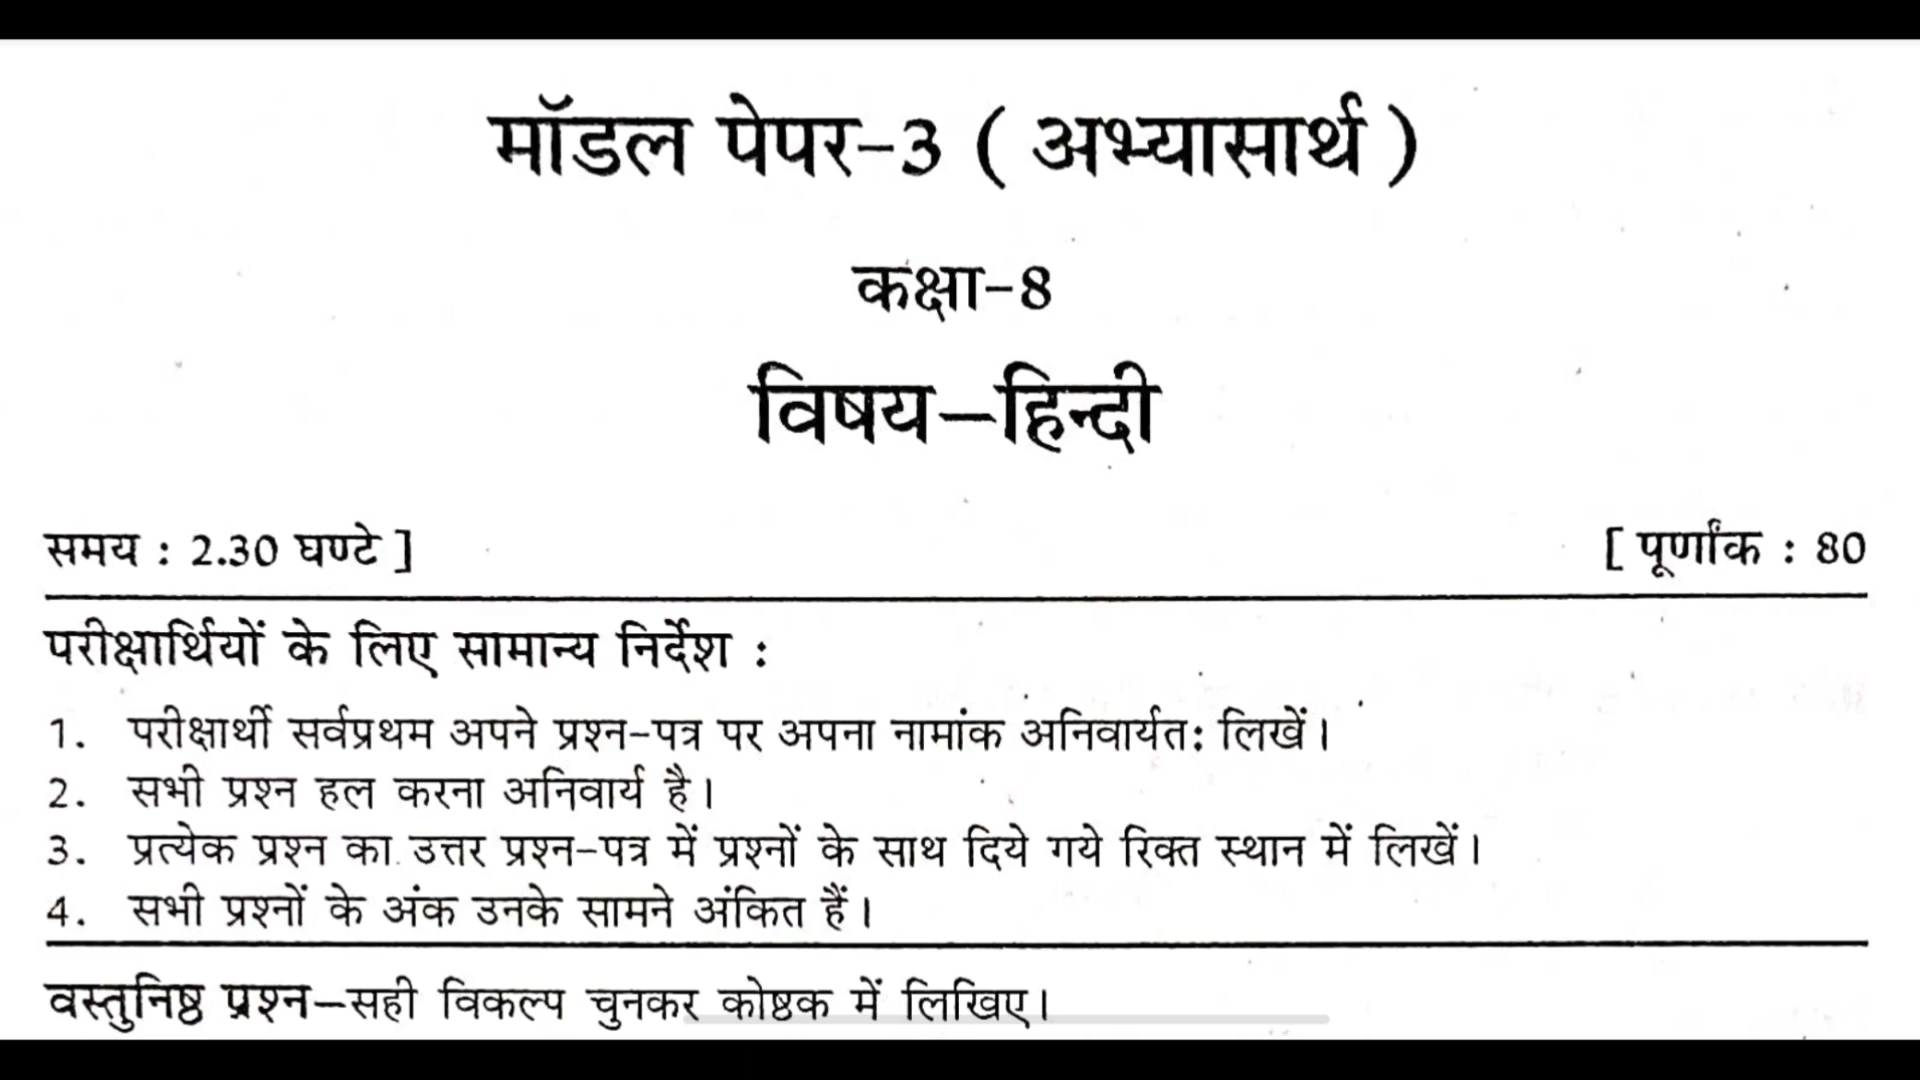 मॉडल पेपर-3 ( अभ्यासार्थ )
कक्षा-8
विषय-हिन्दी
समय : 2.30 घण्टे ] [ पूर्णांक : 80
परीक्षार्थियों के लिए सामान्य निर्देश :
1. परीक्षार्थी सर्वप्रथम अपने प्रश्न-पत्र पर अपना नामांक अनिवार्यतः लिखें।
2. सभी प्रश्न हल करना अनिवार्य है।
3. प्रत्येक प्रश्न का उत्तर प्रश्न-पत्र में प्रश्नों के साथ दिये गये रिक्त स्थान में लिखें।
4. सभी प्रश्नों के अंक उनके सामने अंकित हैं।
वस्तुनिष्ठ प्रश्न-सही विकल्प चुनकर कोष्ठक में लिखिए।